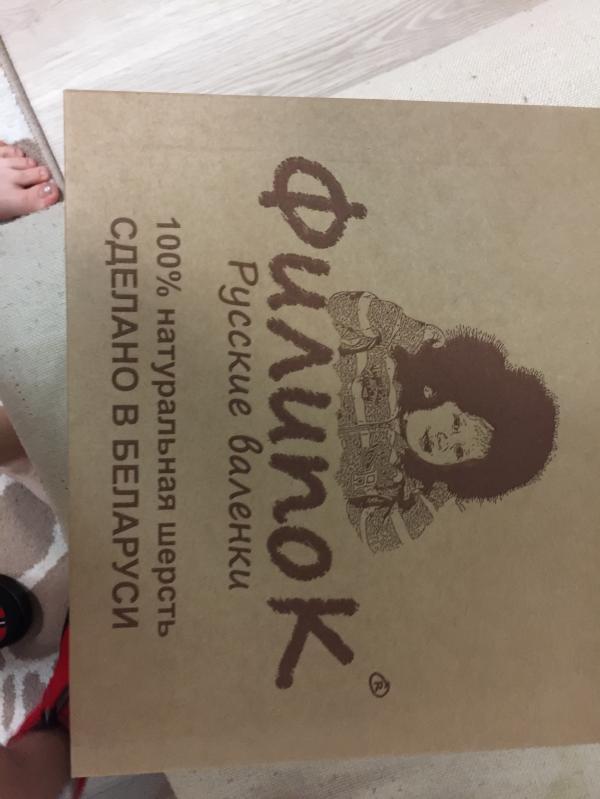 Филипок ®
Русские валенки
100% натуральная шерсть
СДЕЛАНО В БЕЛАРУСИ